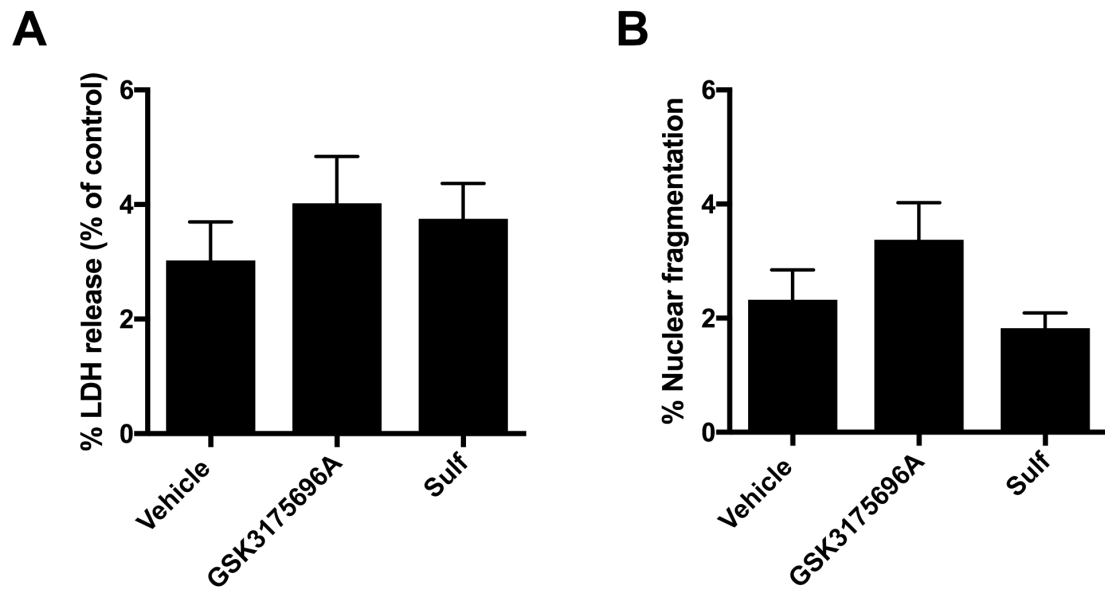 A
% LDH release (% of control)
6
4
2
0
Vehicle
GSK3175696A
Sulf
B
% Nuclear fragmentation
6
4
2
0
Vehicle
GSK3175696A
Sulf